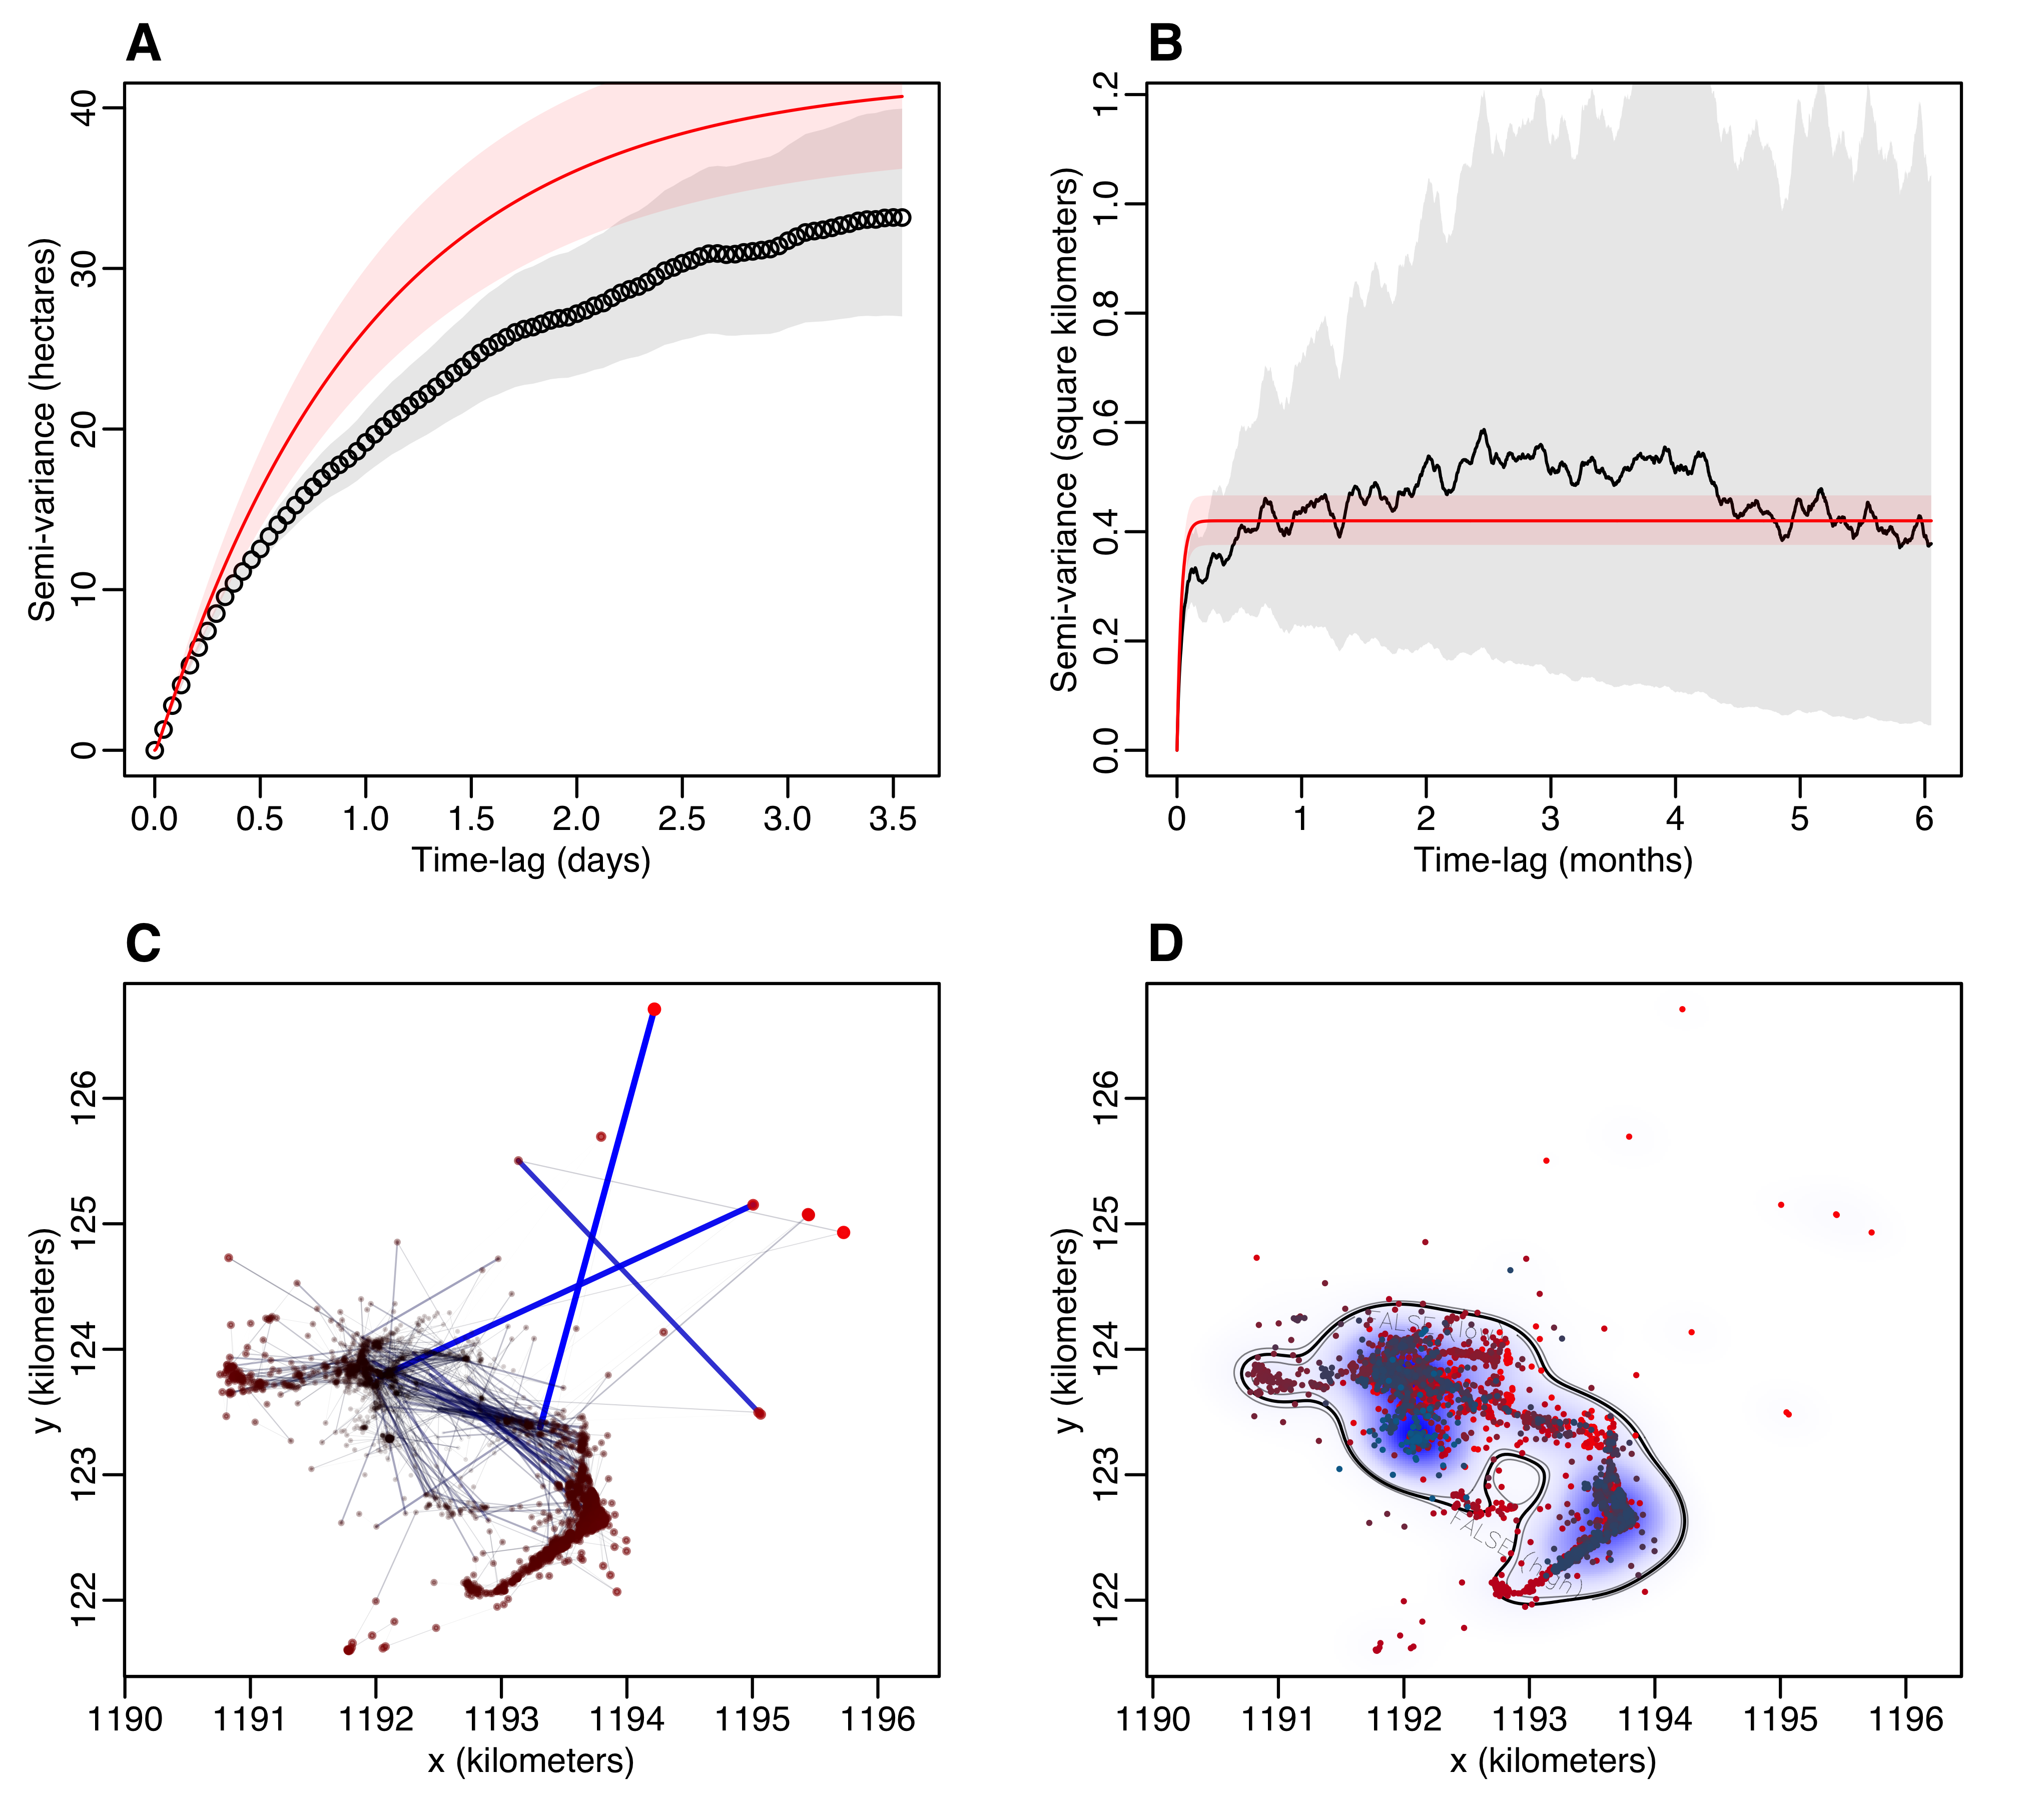 A
Semi-variance (hectares)
40
30
20
10
0
0.0 0.5 1.0 1.5 2.0 2.5 3.0 3.5
Time-lag (days)
B
Semi-variance (square kilometers)
1.2
1.0
0.8
0.6
0.4
0.2
0.0
0 1 2 3 4 5 6
Time-lag (months)
C
y (kilometers)
126
125
124
123
122
1190 1191 1192 1193 1194 1195 1196
x (kilometers)
D
y (kilometers)
126
125
124
123
122
FALSE (low)
FALSE (high)
1190 1191 1192 1193 1194 1195 1196
x (kilometers)